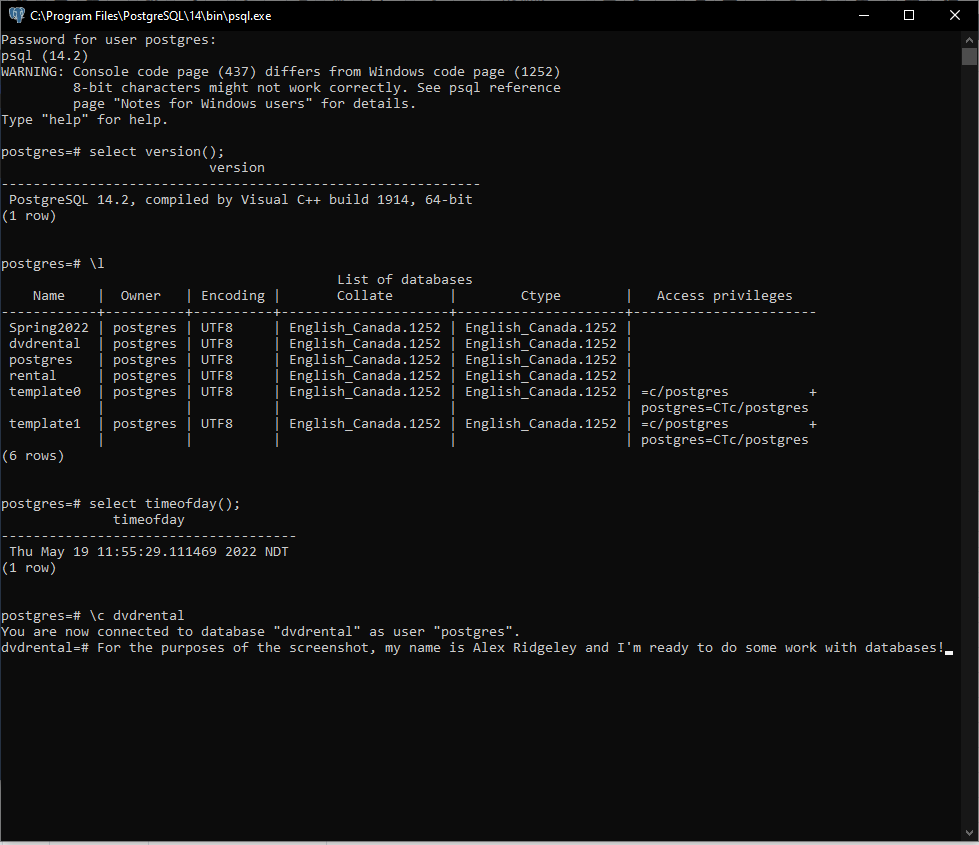 C:\Program Files\PostgreSQL\14\bin\psql.exe
Password for user postgres:
psql (14.2)
WARNING: Console code page (437) differs from Windows code page (1252)
         8-bit characters might not work correctly. See psql reference
         page "Notes for Windows users" for details.
Type "help" for help.

postgres=# select version();
                          version
------------------------------------------------------------
 PostgreSQL 14.2, compiled by Visual C++ build 1914, 64-bit
(1 row)


postgres=# \l
                                          List of databases
    Name    |  Owner   | Encoding |       Collate        |        Ctype        |   Access privileges
------------+----------+----------+---------------------+---------------------+-----------------------
 Spring2022 | postgres | UTF8     | English_Canada.1252 | English_Canada.1252 |
 dvdrental  | postgres | UTF8     | English_Canada.1252 | English_Canada.1252 |
 postgres   | postgres | UTF8     | English_Canada.1252 | English_Canada.1252 |
 rental     | postgres | UTF8     | English_Canada.1252 | English_Canada.1252 |
 template0  | postgres | UTF8     | English_Canada.1252 | English_Canada.1252 | =c/postgres          +
            |          |          |                     |                     | postgres=CTc/postgres
 template1  | postgres | UTF8     | English_Canada.1252 | English_Canada.1252 | =c/postgres          +
            |          |          |                     |                     | postgres=CTc/postgres
(6 rows)


postgres=# select timeofday();
              timeofday
-------------------------------------
 Thu May 19 11:55:29.111469 2022 NDT
(1 row)


postgres=# \c dvdrental
You are now connected to database "dvdrental" as user "postgres".
dvdrental=# For the purposes of the screenshot, my name is Alex Ridgeley and I'm ready to do some work with databases!